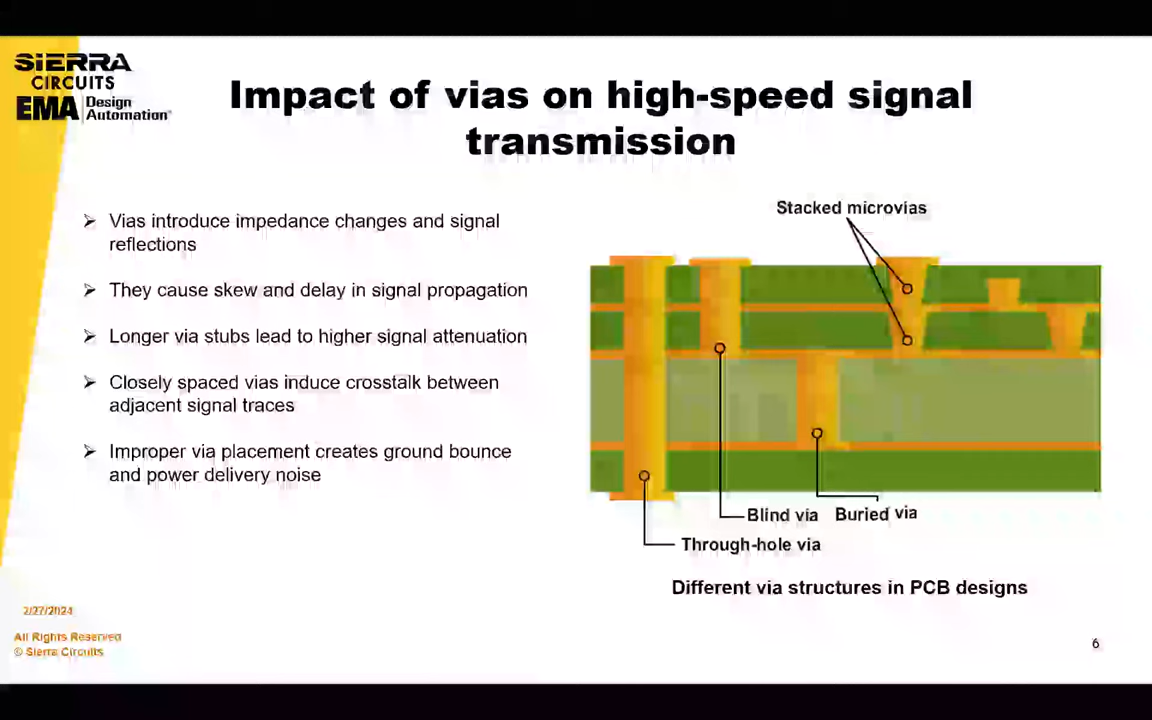 SIERRA
CIRCUITS
EMA Design
Automation
Impact of vias on high-speed signal
transmission
➢ Vias introduce impedance changes and signal
reflections
➢ They cause skew and delay in signal propagation
➢ Longer via stubs lead to higher signal attenuation
➢ Closely spaced vias induce crosstalk between
adjacent signal traces
➢ Improper via placement creates ground bounce
and power delivery noise
Stacked microvias
Blind via
Buried via
Through-hole via
Different via structures in PCB designs
2/27/2024
All Rights Reserved
© Sierra Circuits
6